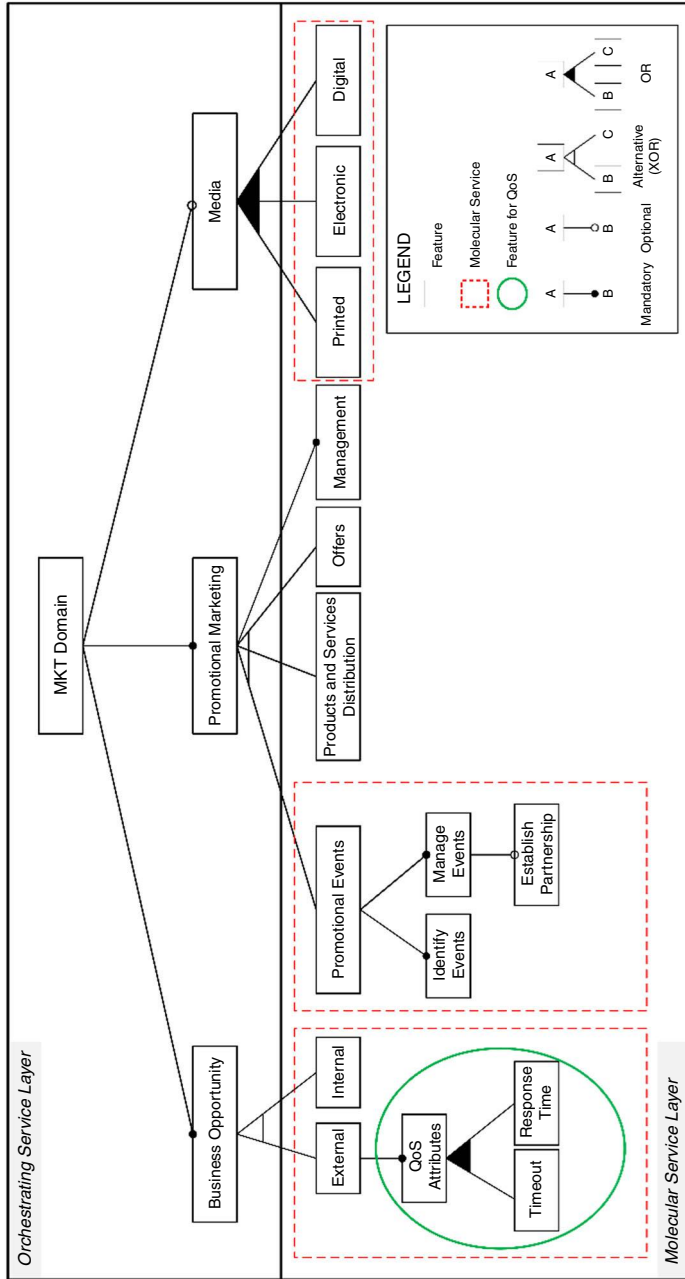 Orchestrating Service Layer
MKT Domain
Business Opportunity
Promotional Marketing
Media
External
Internal
Promotional Events
Products and Services
Distribution
Offers
Management
Printed
Electronic
Digital
QoS
Attributes
Timeout
Response
Time
Identify
Events
Manage
Events
Establish
Partnership
Molecular Service Layer
LEGEND
Feature
Molecular Service
Feature for QoS
A
B
Mandatory
A
B
Optional
A
B
C
Alternative
(XOR)
A
B
C
OR